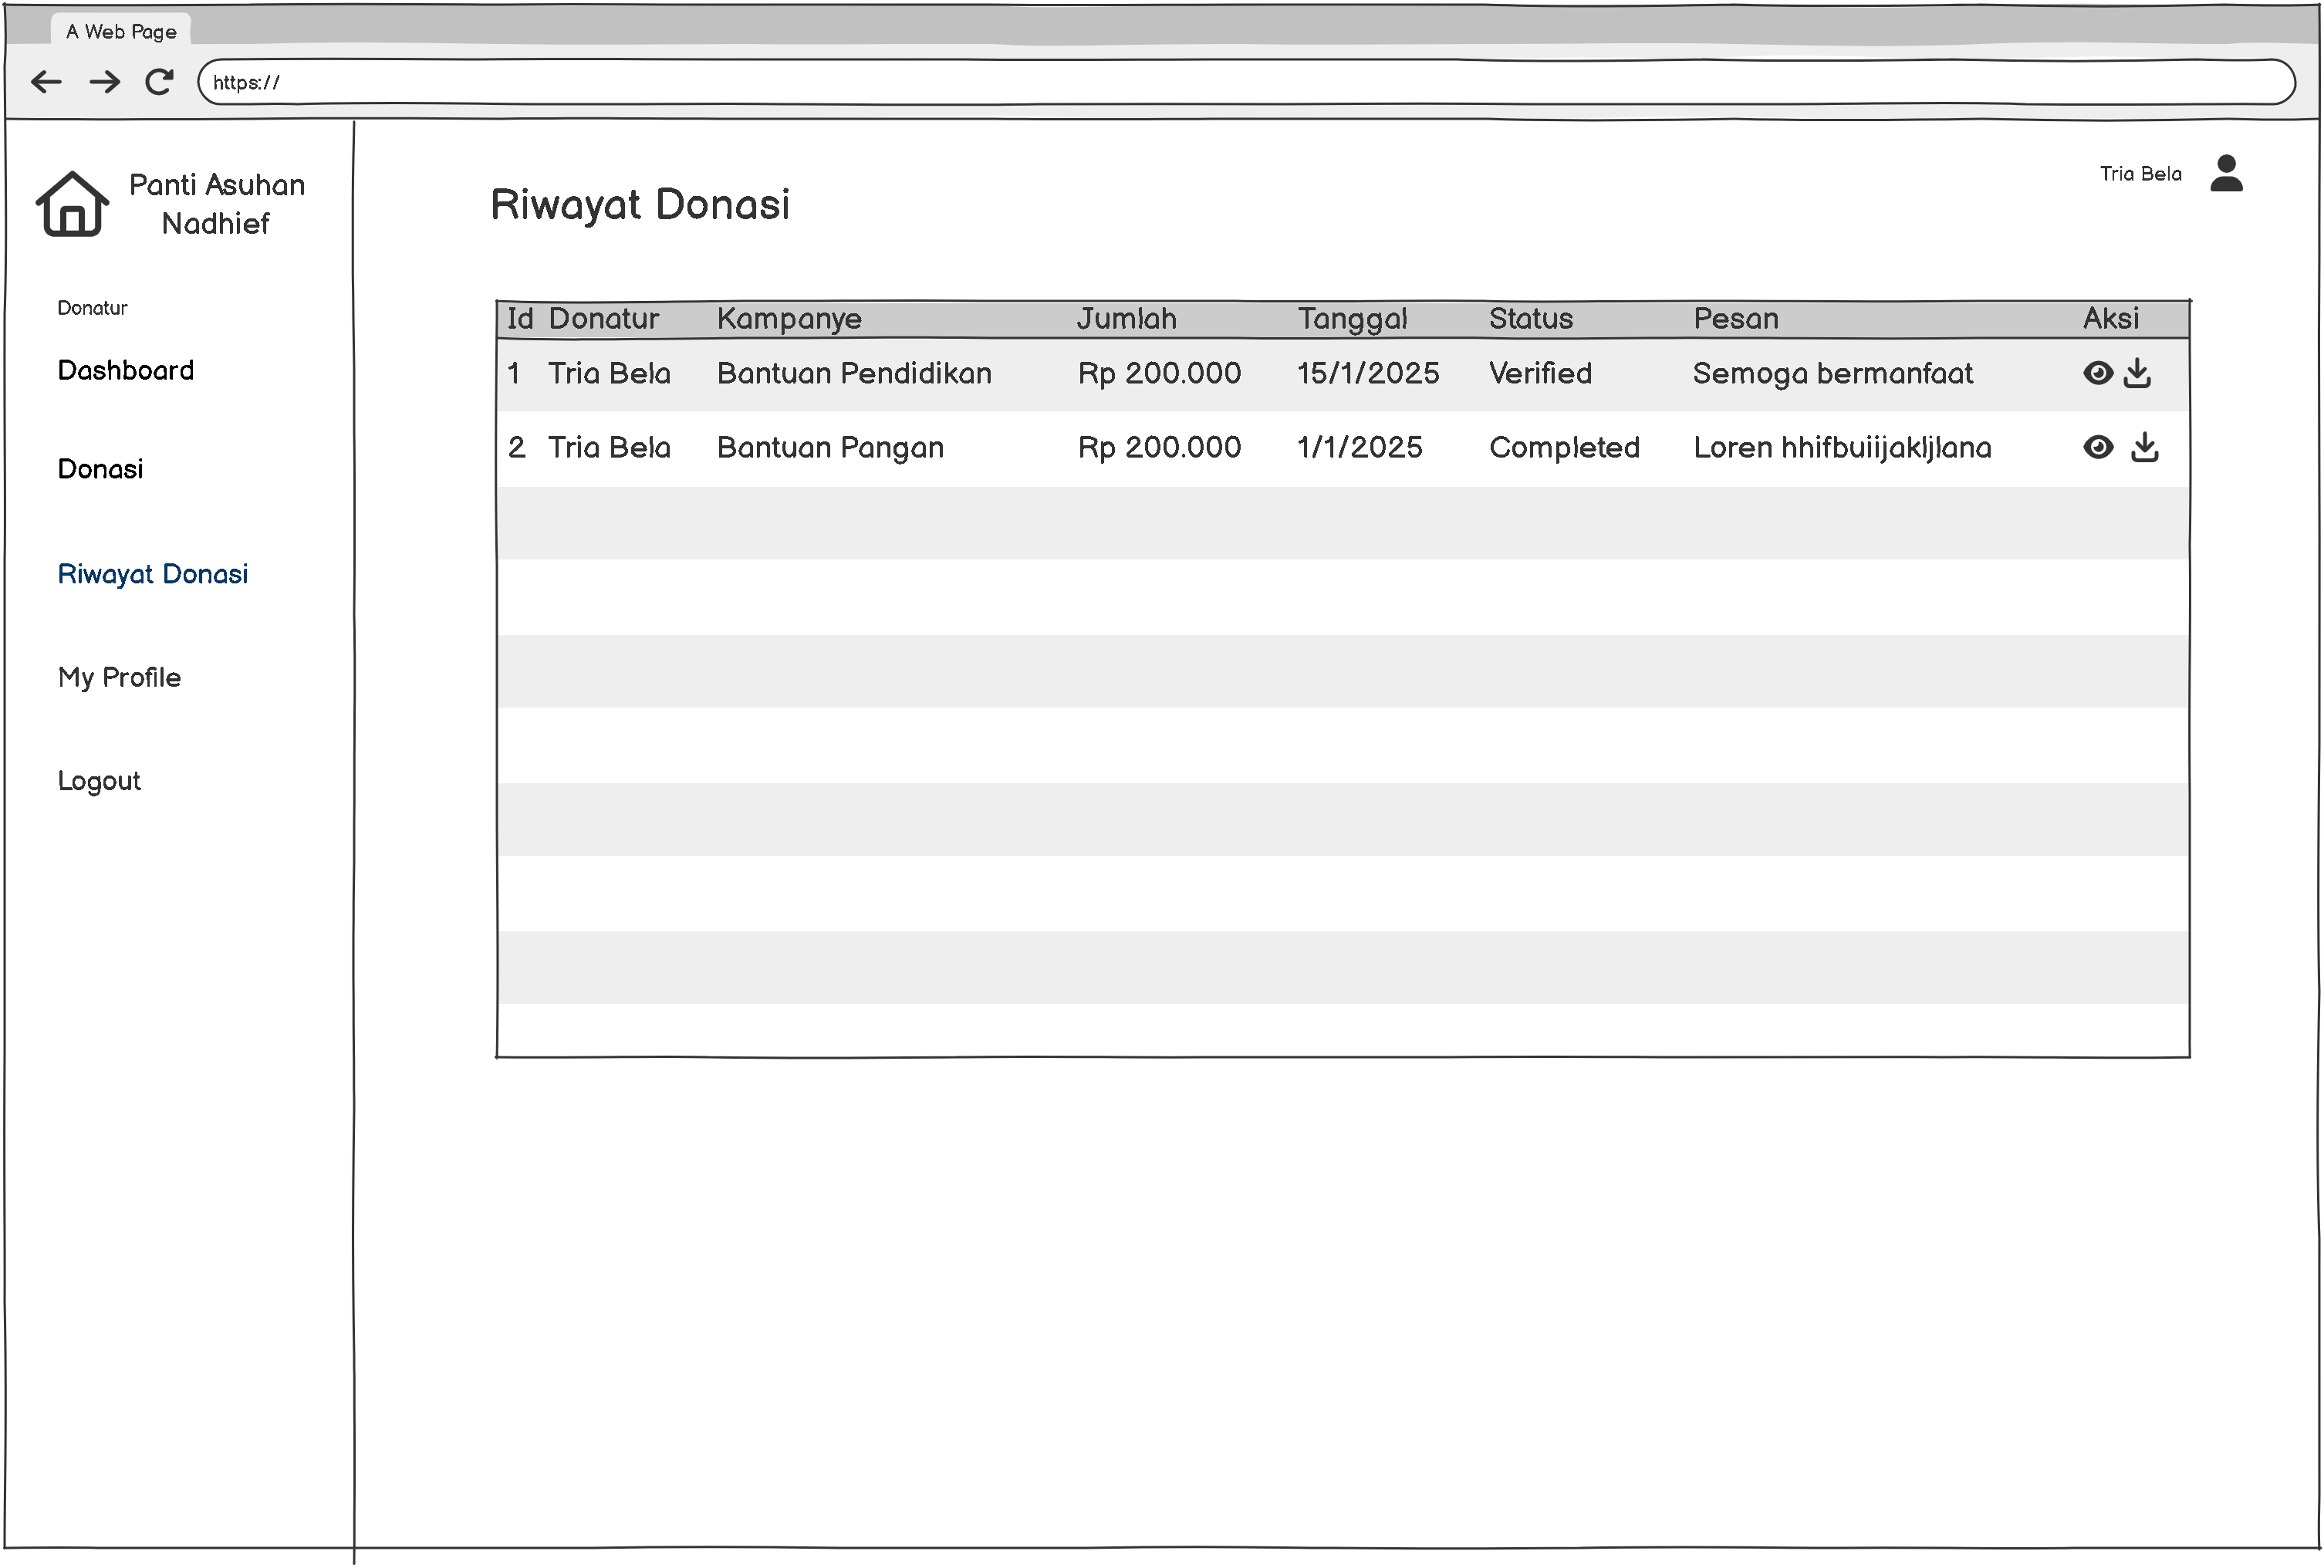 A Web Page
https://
Panti Asuhan
Nadhief
Donatur
Dashboard
Donasi
Riwayat Donasi
My Profile
Logout
Tria Bela
Riwayat Donasi
Id Donatur Kampanye Jumlah Tanggal Status Pesan Aksi
1 Tria Bela Bantuan Pendidikan Rp 200.000 15/1/2025 Verified Semoga bermanfaat
2 Tria Bela Bantuan Pangan Rp 200.000 1/1/2025 Completed Loren hhifbuiijakljlana